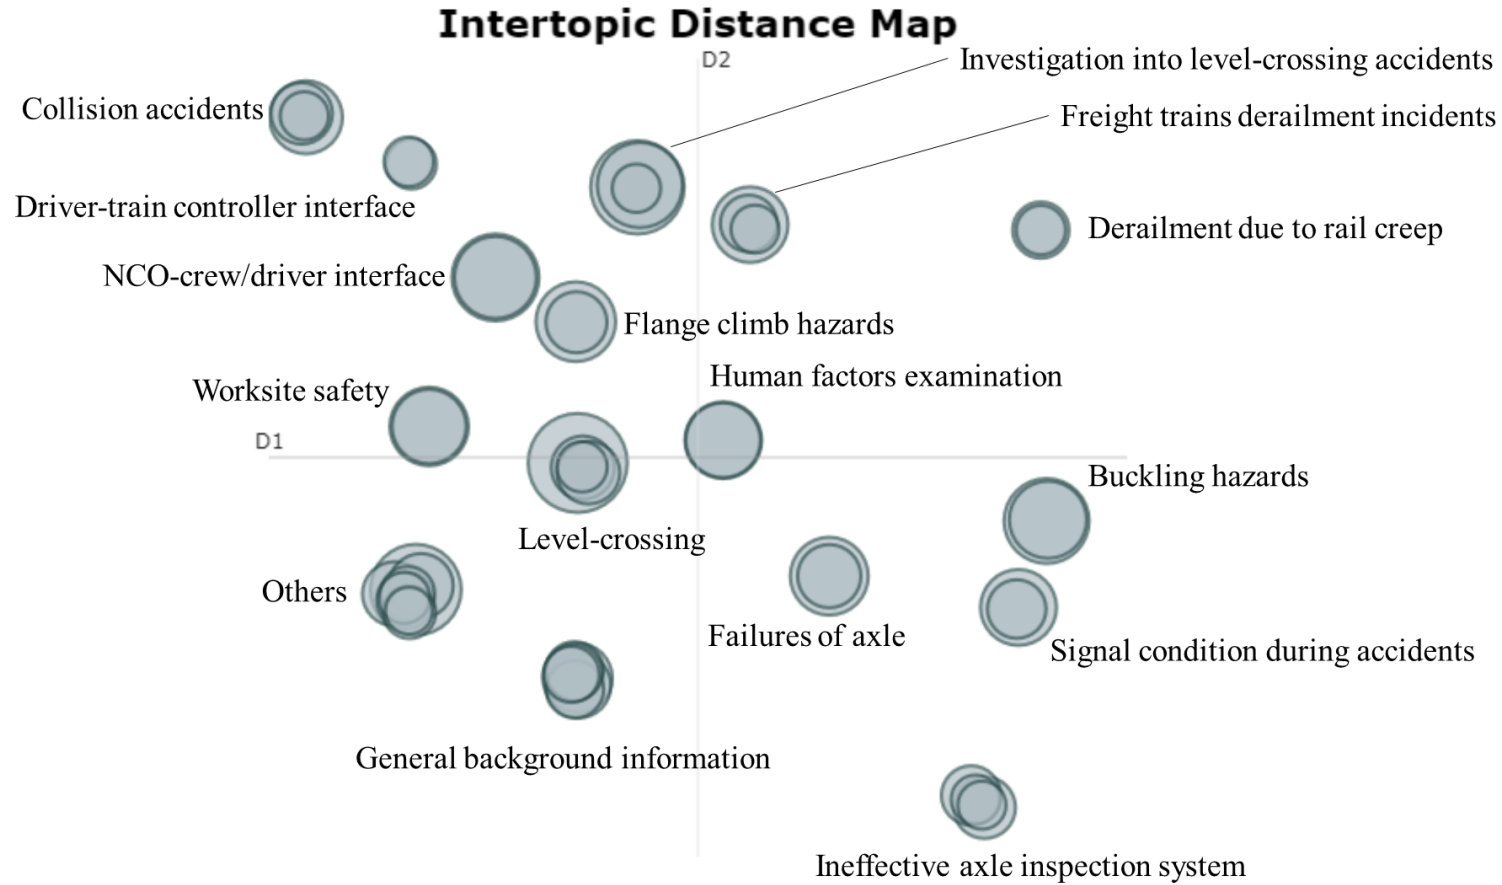 Intertopic Distance Map
D2
Investigation into level-crossing accidents
Collision accidents
Freight trains derailment incidents
Driver-train controller interface
Derailment due to rail creep
NCO-crew/driver interface
Flange climb hazards
Human factors examination
Worksite safety
D1
Buckling hazards
Level-crossing
Others
Failures of axle
Signal condition during accidents
General background information
Ineffective axle inspection system